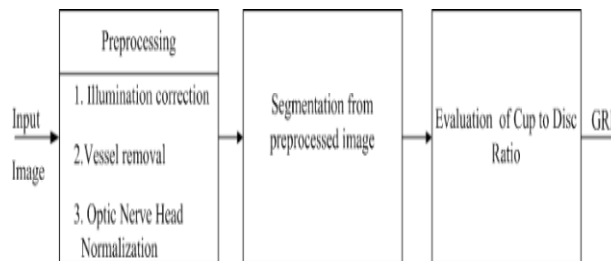 Preprocessing
1. Illumination correction
2.Vessel removal
3. Optic Nerve Head
Normalization
Input
Image
Segmentation from
preprocessed image
Evaluation of Cup to Disc
Ratio